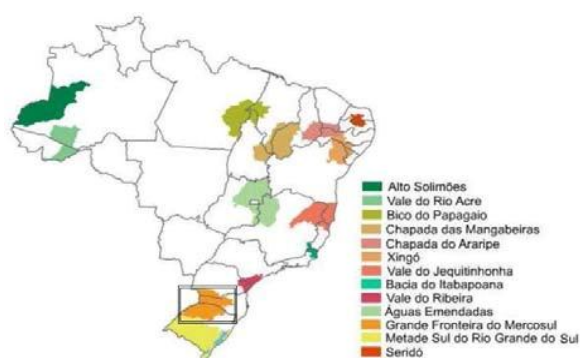 Alto Solimões
Vale do Rio Acre
Bico do Papagaio
Chapada das Mangabeiras
Chapada do Araripe
Xingó
Vale do Jequitinhonha
Bacia do Itabapoana
Vale do Ribeira
Águas Emendadas
Grande Fronteira do Mercosul
Metade Sul do Rio Grande do Sul
Seridó